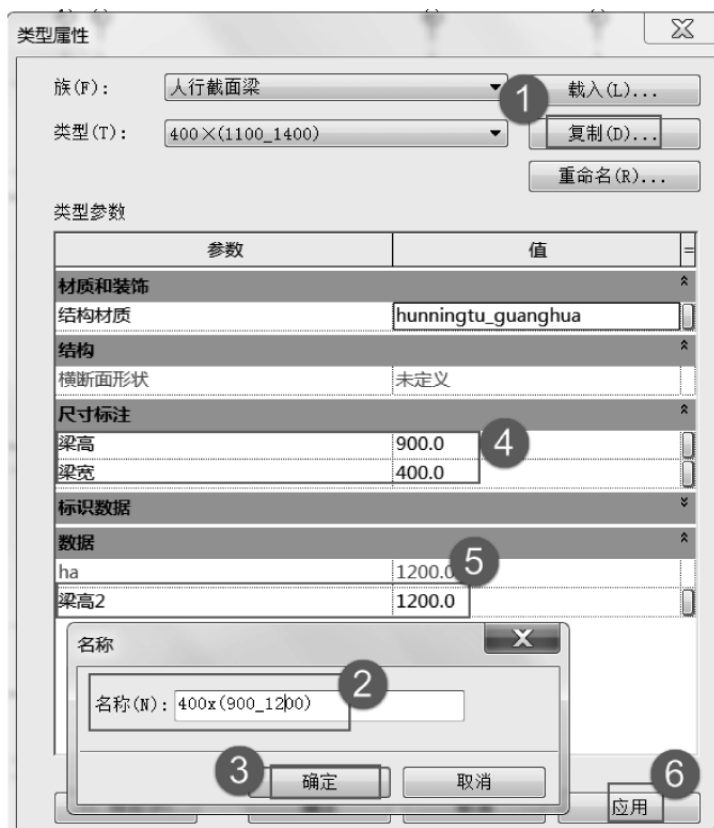 类型属性
族(F): 人行截面梁 载入(L)...
1
类型(T): 400×(1100_1400) 复制(D)...
重命名(R)...
类型参数
参数 值 =
材质和装饰
结构材质 hunningtu_guanghua
结构
横断面形状 未定义
尺寸标注
梁高 900.0
4
梁宽 400.0
标识数据
数据
ha 1200.0
5
梁高2 1200.0
名称
2
名称(N): 400x(900_1200)
3
确定 取消
6
应用